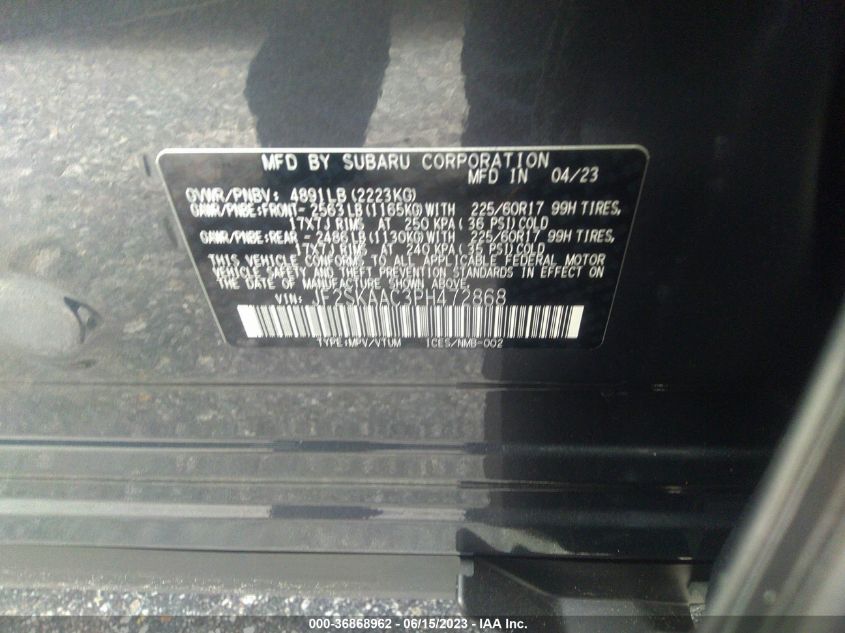 MFD BY SUBARU CORPORATION
MFD IN 04/23
GVWR/PNBV: 4891LB(2223KG)
GAWR/PNBE:FRONT- 2563LB(1165KG)WITH 225/60R17 99H TIRES,
17X7J RIMS AT 250 KPA(36 PSI)COLD
GAWR/PNBE:REAR - 2486LB(1130KG)WITH 225/60R17 99H TIRES,
17X7J RIMS AT 240 KPA(35 PSI)COLD
THIS VEHICLE CONFORMS TO ALL APPLICABLE FEDERAL MOTOR
VEHICLE SAFETY AND THEFT PREVENTION STANDARDS IN EFFECT ON
THE DATE OF MANUFACTURE SHOWN ABOVE.
VIN: JF2SKAAC3PH472868
TYPE:MPV/VTUM ICES/NMB-002
000-36868962 - 06/15/2023 - IAA Inc.